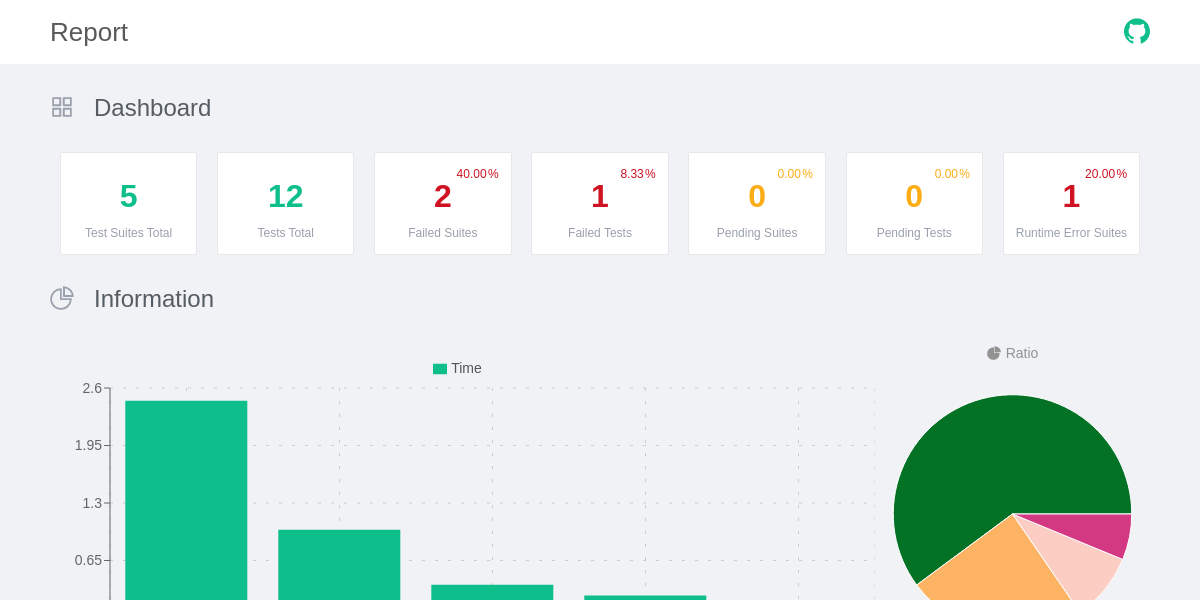 Report
Dashboard
5
Test Suites Total
12
Tests Total
40.00%
2
Failed Suites
8.33%
1
Failed Tests
0.00%
0
Pending Suites
0.00%
0
Pending Tests
20.00%
1
Runtime Error Suites
Information
Time
2.6
1.95
1.3
0.65
Ratio